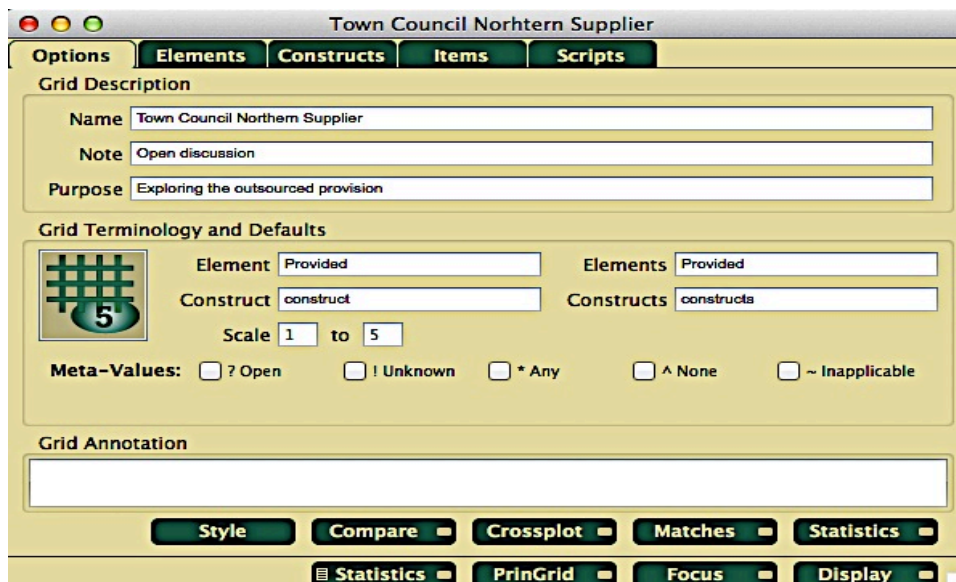 Town Council Norhtern Supplier
Options Elements Constructs Items Scripts
Grid Description
Name Town Council Northern Supplier
Note Open discussion
Purpose Exploring the outsourced provision
Grid Terminology and Defaults
5
Element Provided Elements Provided
Construct construct Constructs constructs
Scale 1 to 5
Meta-Values: ? Open ! Unknown * Any ^ None ~ Inapplicable
Grid Annotation
Style Compare Crossplot Matches Statistics
Statistics PrinGrid Focus Display